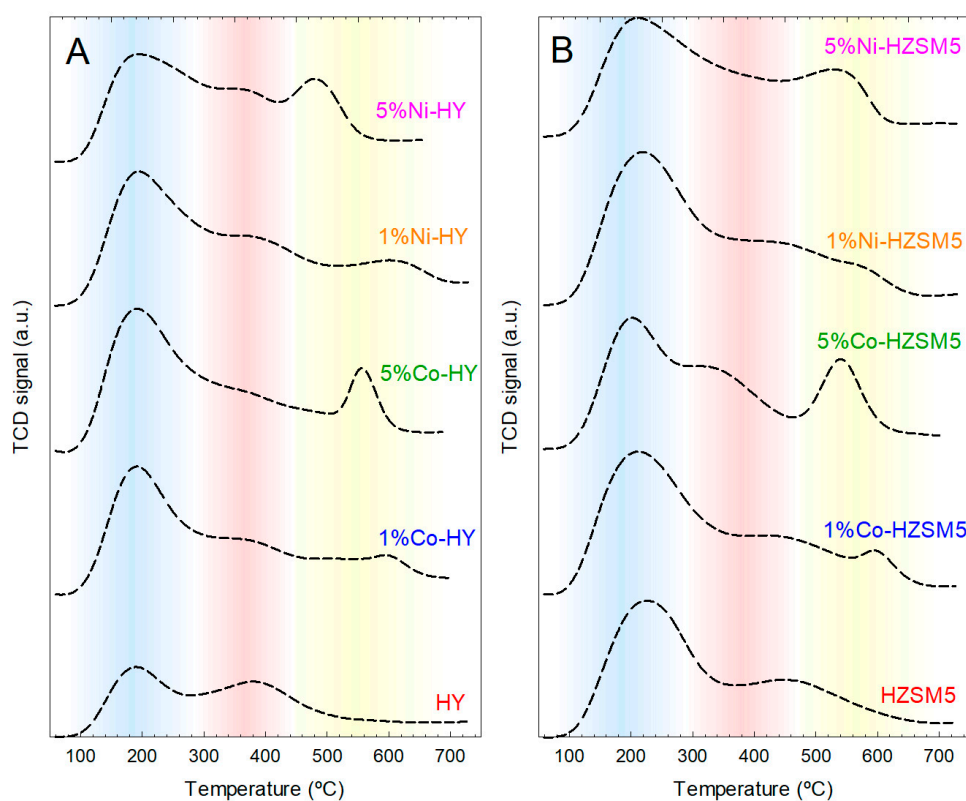 A
5%Ni-HY
1%Ni-HY
5%Co-HY
1%Co-HY
HY
TCD signal (a.u.)
100 200 300 400 500 600 700
Temperature (ºC)
B
5%Ni-HZSM5
1%Ni-HZSM5
5%Co-HZSM5
1%Co-HZSM5
HZSM5
TCD signal (a.u.)
100 200 300 400 500 600 700
Temperature (ºC)